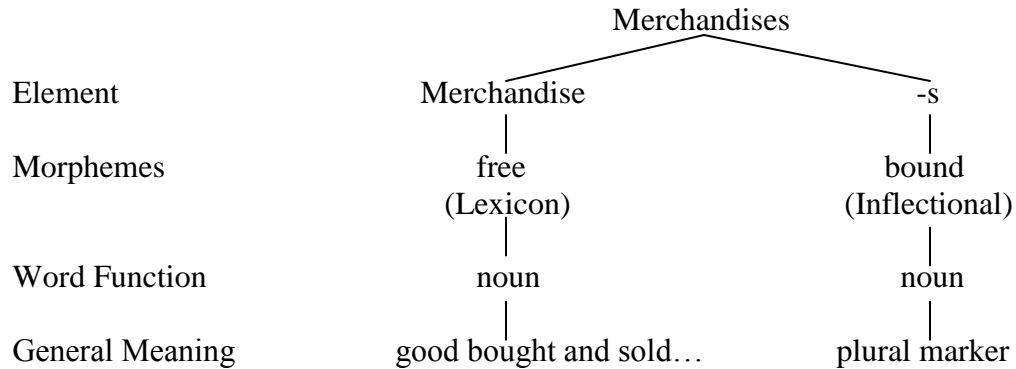 Merchandises
Element Merchandise -s
Morphemes free bound
(Lexicon) (Inflectional)
Word Function noun noun
General Meaning good bought and sold… plural marker